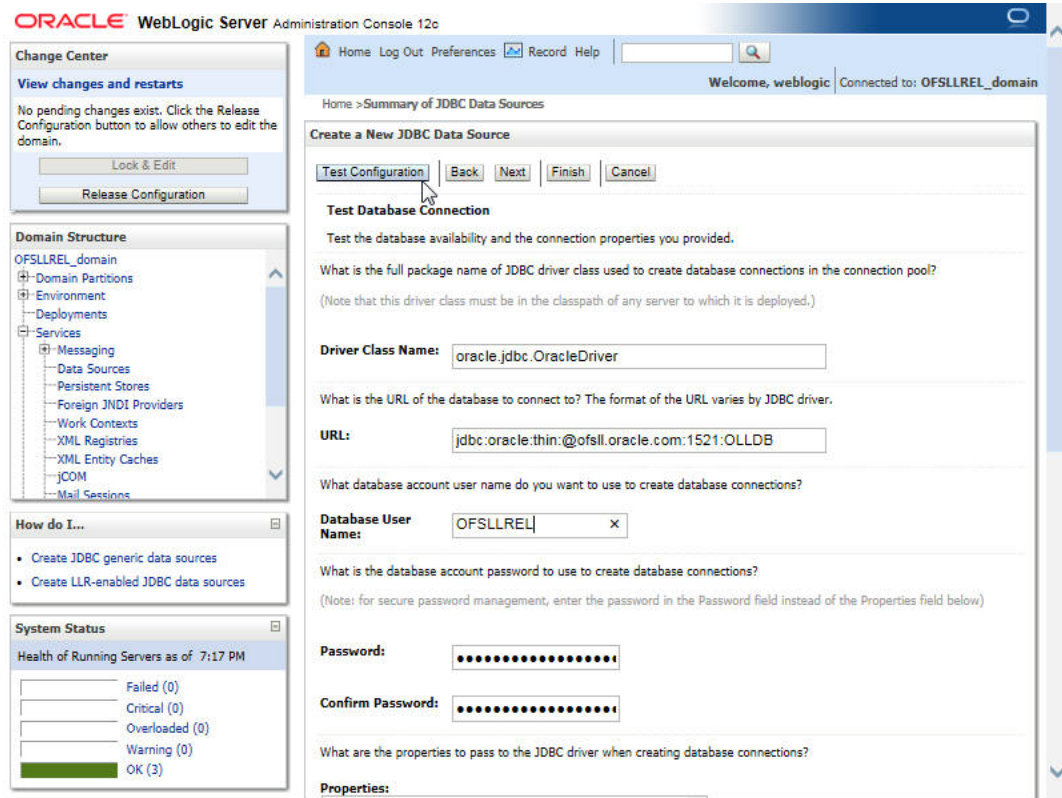 ORACLE WebLogic Server Administration Console 12c
Change Center
View changes and restarts
No pending changes exist. Click the Release
Configuration button to allow others to edit the
domain.
Lock & Edit
Release Configuration
Domain Structure
OFSLLREL_domain
Domain Partitions
Environment
Deployments
Services
Messaging
Data Sources
Persistent Stores
Foreign JNDI Providers
Work Contexts
XML Registries
XML Entity Caches
jCOM
Mail Sessions
How do I...
Create JDBC generic data sources
Create LLR-enabled JDBC data sources
System Status
Health of Running Servers as of 7:17 PM
Failed (0)
Critical (0)
Overloaded (0)
Warning (0)
OK (3)
Home Log Out Preferences Record Help
Welcome, weblogic Connected to: OFSLLREL_domain
Home >Summary of JDBC Data Sources
Create a New JDBC Data Source
Test Configuration Back Next Finish Cancel
Test Database Connection
Test the database availability and the connection properties you provided.
What is the full package name of JDBC driver class used to create database connections in the connection pool?
(Note that this driver class must be in the classpath of any server to which it is deployed.)
Driver Class Name: oracle.jdbc.OracleDriver
What is the URL of the database to connect to? The format of the URL varies by JDBC driver.
URL: jdbc:oracle:thin:@ofsll.oracle.com:1521:OLLDB
What database account user name do you want to use to create database connections?
Database User
Name: OFSLLREL
What is the database account password to use to create database connections?
(Note: for secure password management, enter the password in the Password field instead of the Properties field below)
Password:
Confirm Password:
What are the properties to pass to the JDBC driver when creating database connections?
Properties: